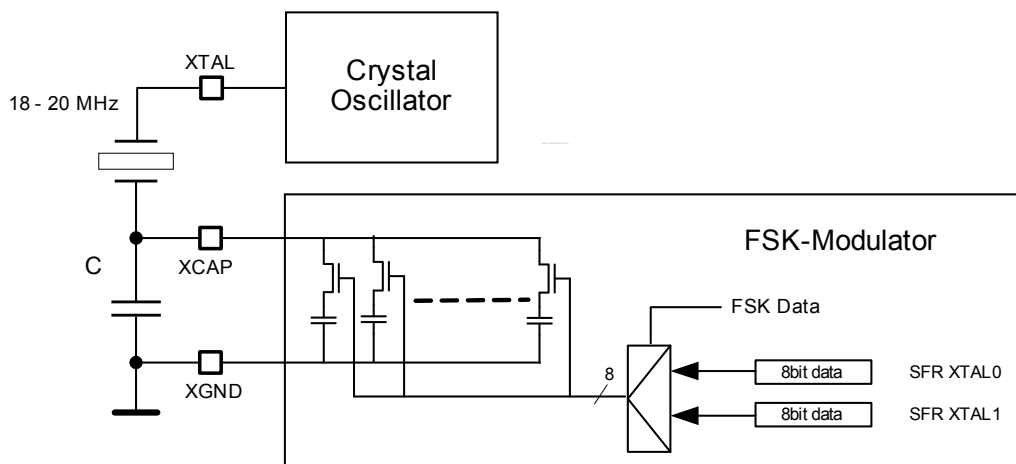 XTAL
Crystal
Oscillator
18 - 20 MHz
FSK-Modulator
C
XCAP
FSK Data
8
8bit data
SFR XTAL0
XGND
8bit data
SFR XTAL1